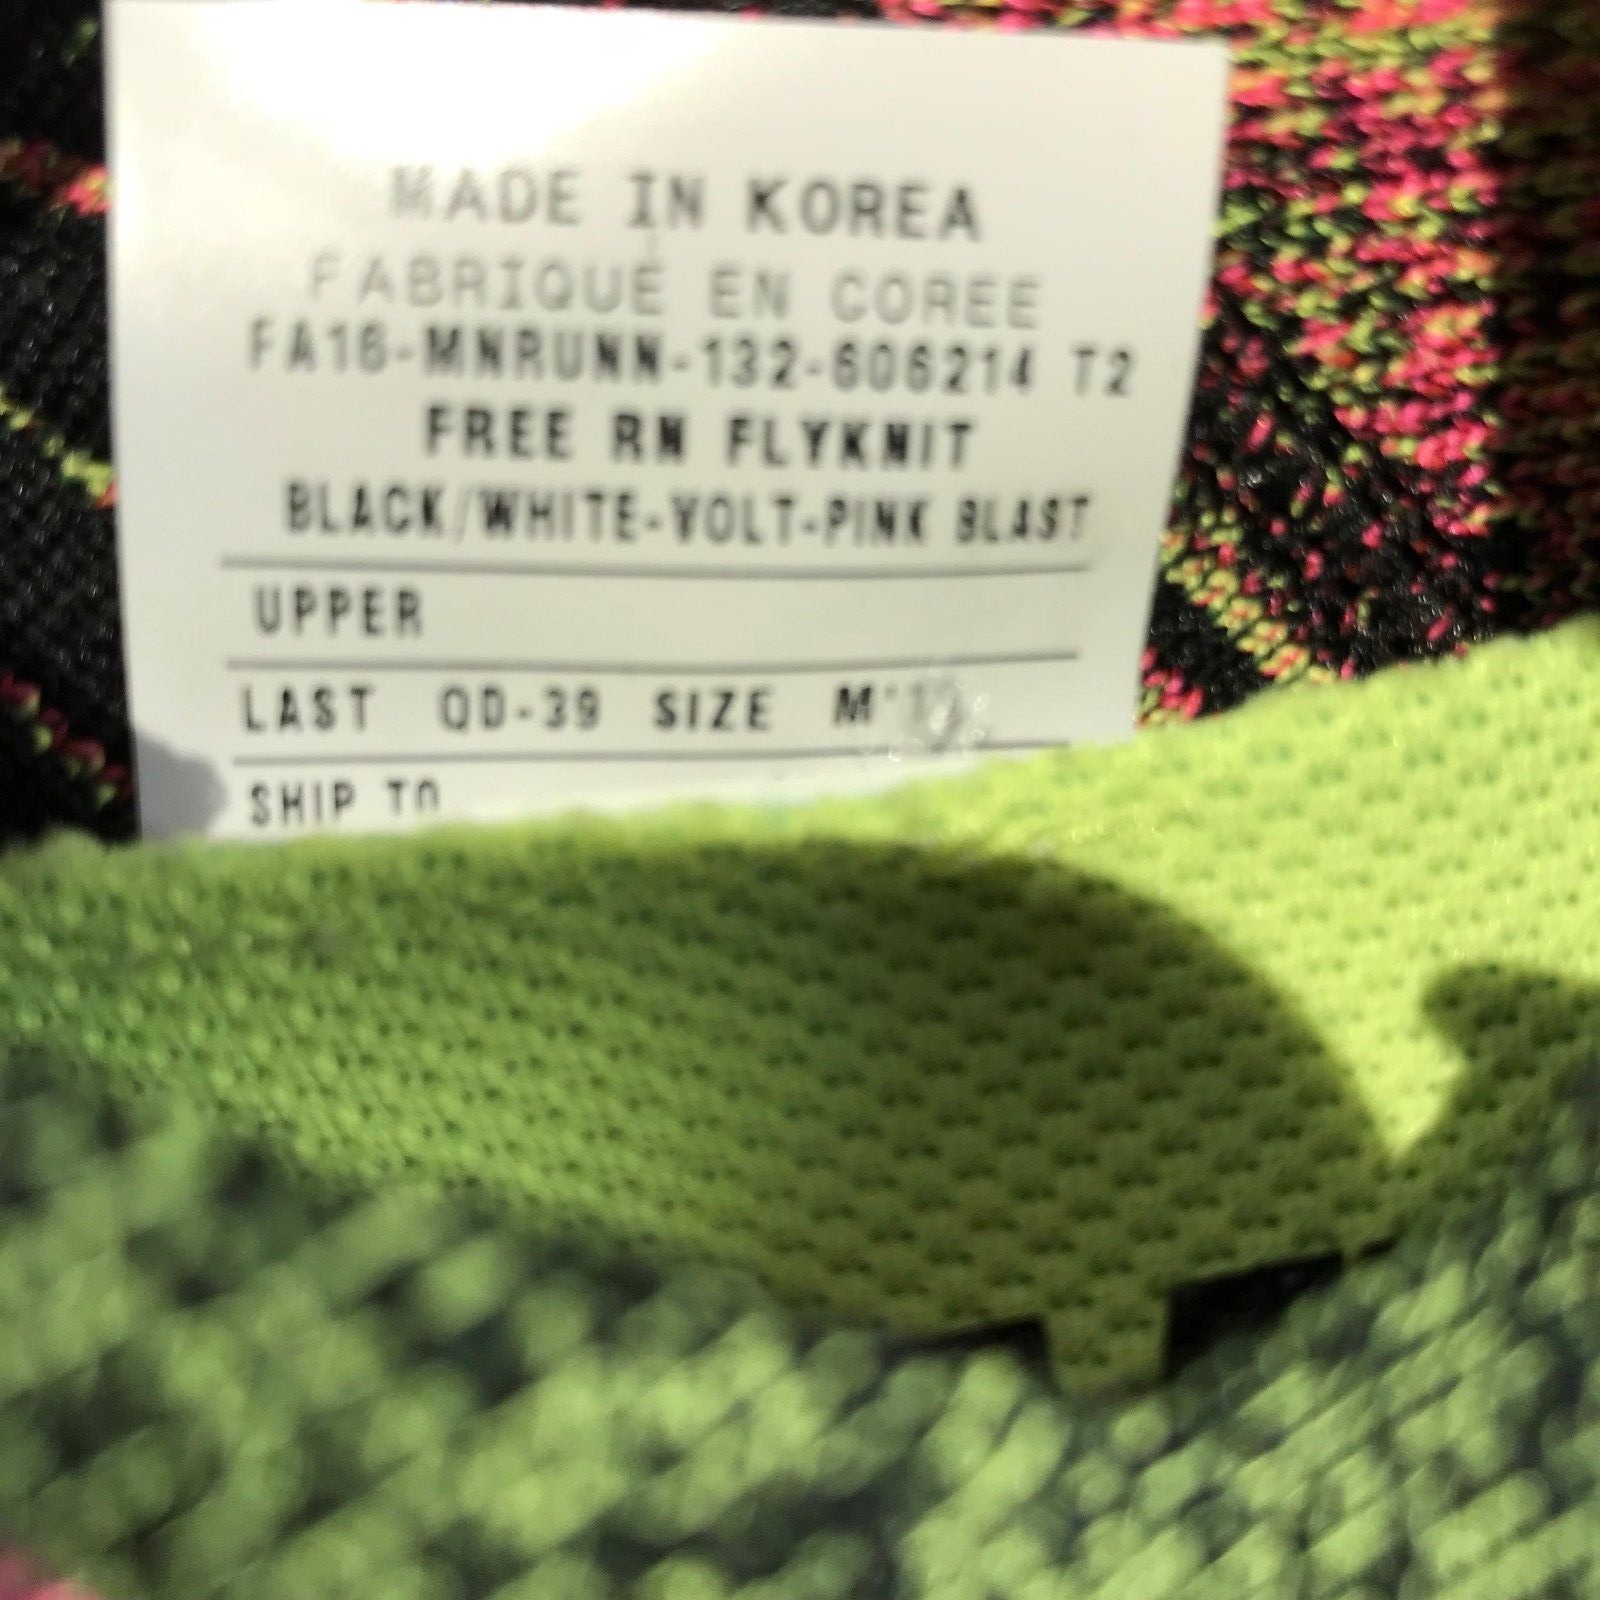 MADE IN KOREA
FABRIQUÉ EN COREE
FA16-MNRUNN-132-606214 T2
FREE RN FLYKNIT
BLACK/WHITE-VOLT-PINK BLAST
UPPER
LAST QD-39 SIZE
SHIP TO